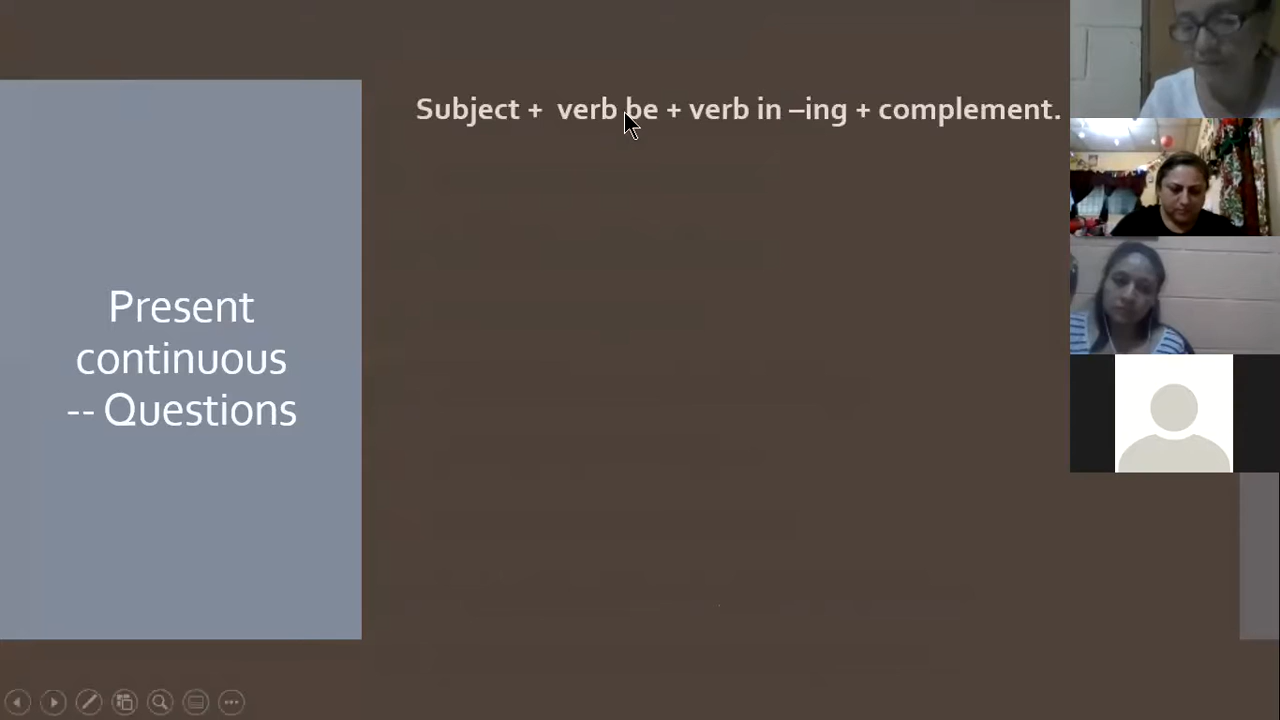 Subject +  verb be + verb in –ing + complement.
Present
continuous
-- Questions